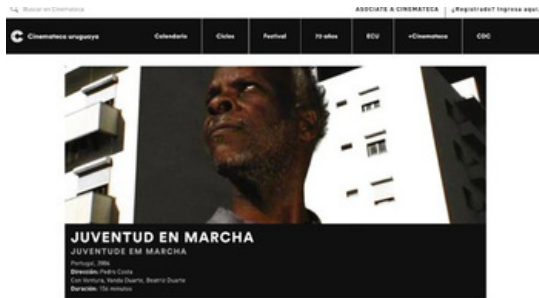 Buscar en Cinemateca
ASOCIATE A CINEMATECA | ¿Registrado? Ingresa aquí
C Cinemateca uruguaya
Calendario
Ciclos
Festival
70 años
ECU
+Cinemateca
CDC
JUVENTUD EN MARCHA
JUVENTUDE EM MARCHA
Portugal, 2006
Dirección: Pedro Costa
Con Ventura, Vanda Duarte, Beatriz Duarte
Duración: 156 minutos